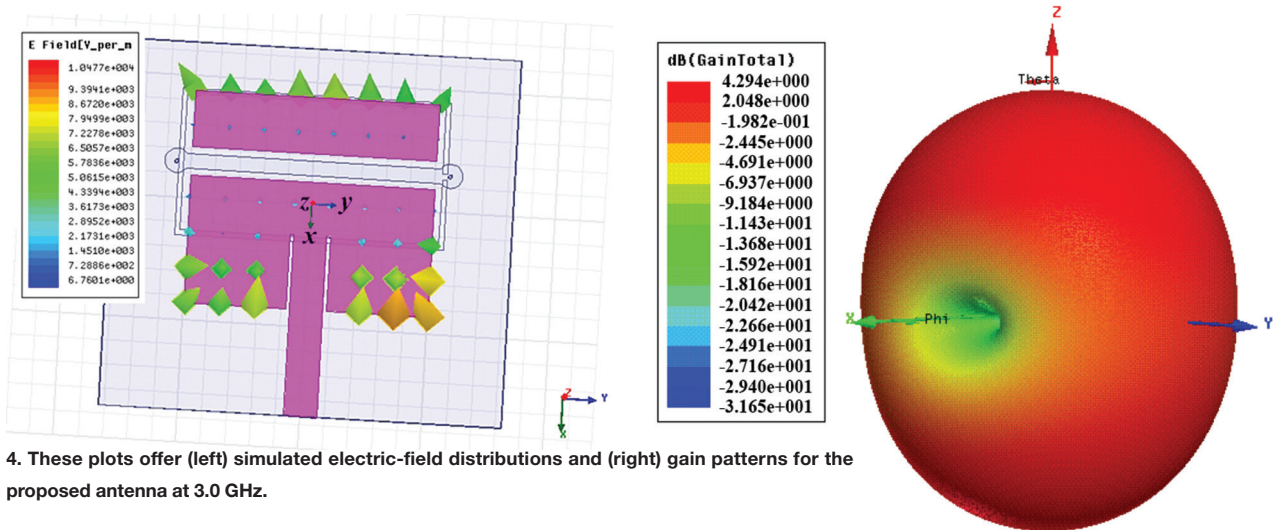 E Field[V_per_m
1.0477e+004
9.3941e+003
8.6720e+003
7.9499e+003
7.2278e+003
6.5057e+003
5.7836e+003
5.0615e+003
4.3394e+003
3.6173e+003
2.8952e+003
2.1731e+003
1.4510e+003
7.2886e+002
6.7601e+000
z
y
x
Z
Y
X
dB(GainTotal)
4.294e+000
2.048e+000
-1.982e-001
-2.445e+000
-4.691e+000
-6.937e+000
-9.184e+000
-1.143e+001
-1.368e+001
-1.592e+001
-1.816e+001
-2.042e+001
-2.266e+001
-2.491e+001
-2.716e+001
-2.940e+001
-3.165e+001
Z
Theta
X
Phi
Y
4. These plots offer (left) simulated electric-field distributions and (right) gain patterns for the
proposed antenna at 3.0 GHz.